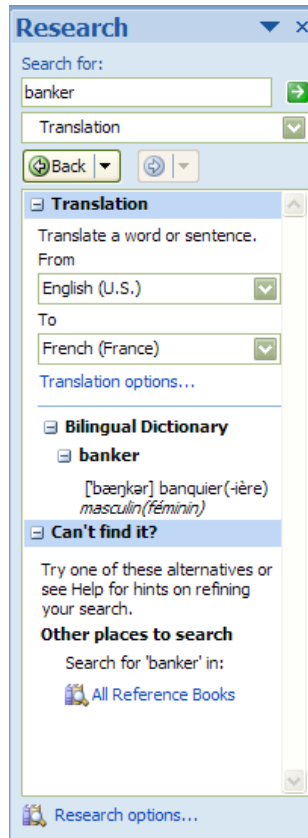 Research
Search for:
banker
Translation
Back
Translation
Translate a word or sentence.
From
English (U.S.)
To
French (France)
Translation options...
Bilingual Dictionary
banker
['bæŋkər] banquier(-ière)
masculin(féminin)
Can't find it?
Try one of these alternatives or
see Help for hints on refining
your search.
Other places to search
Search for 'banker' in:
All Reference Books
Research options...